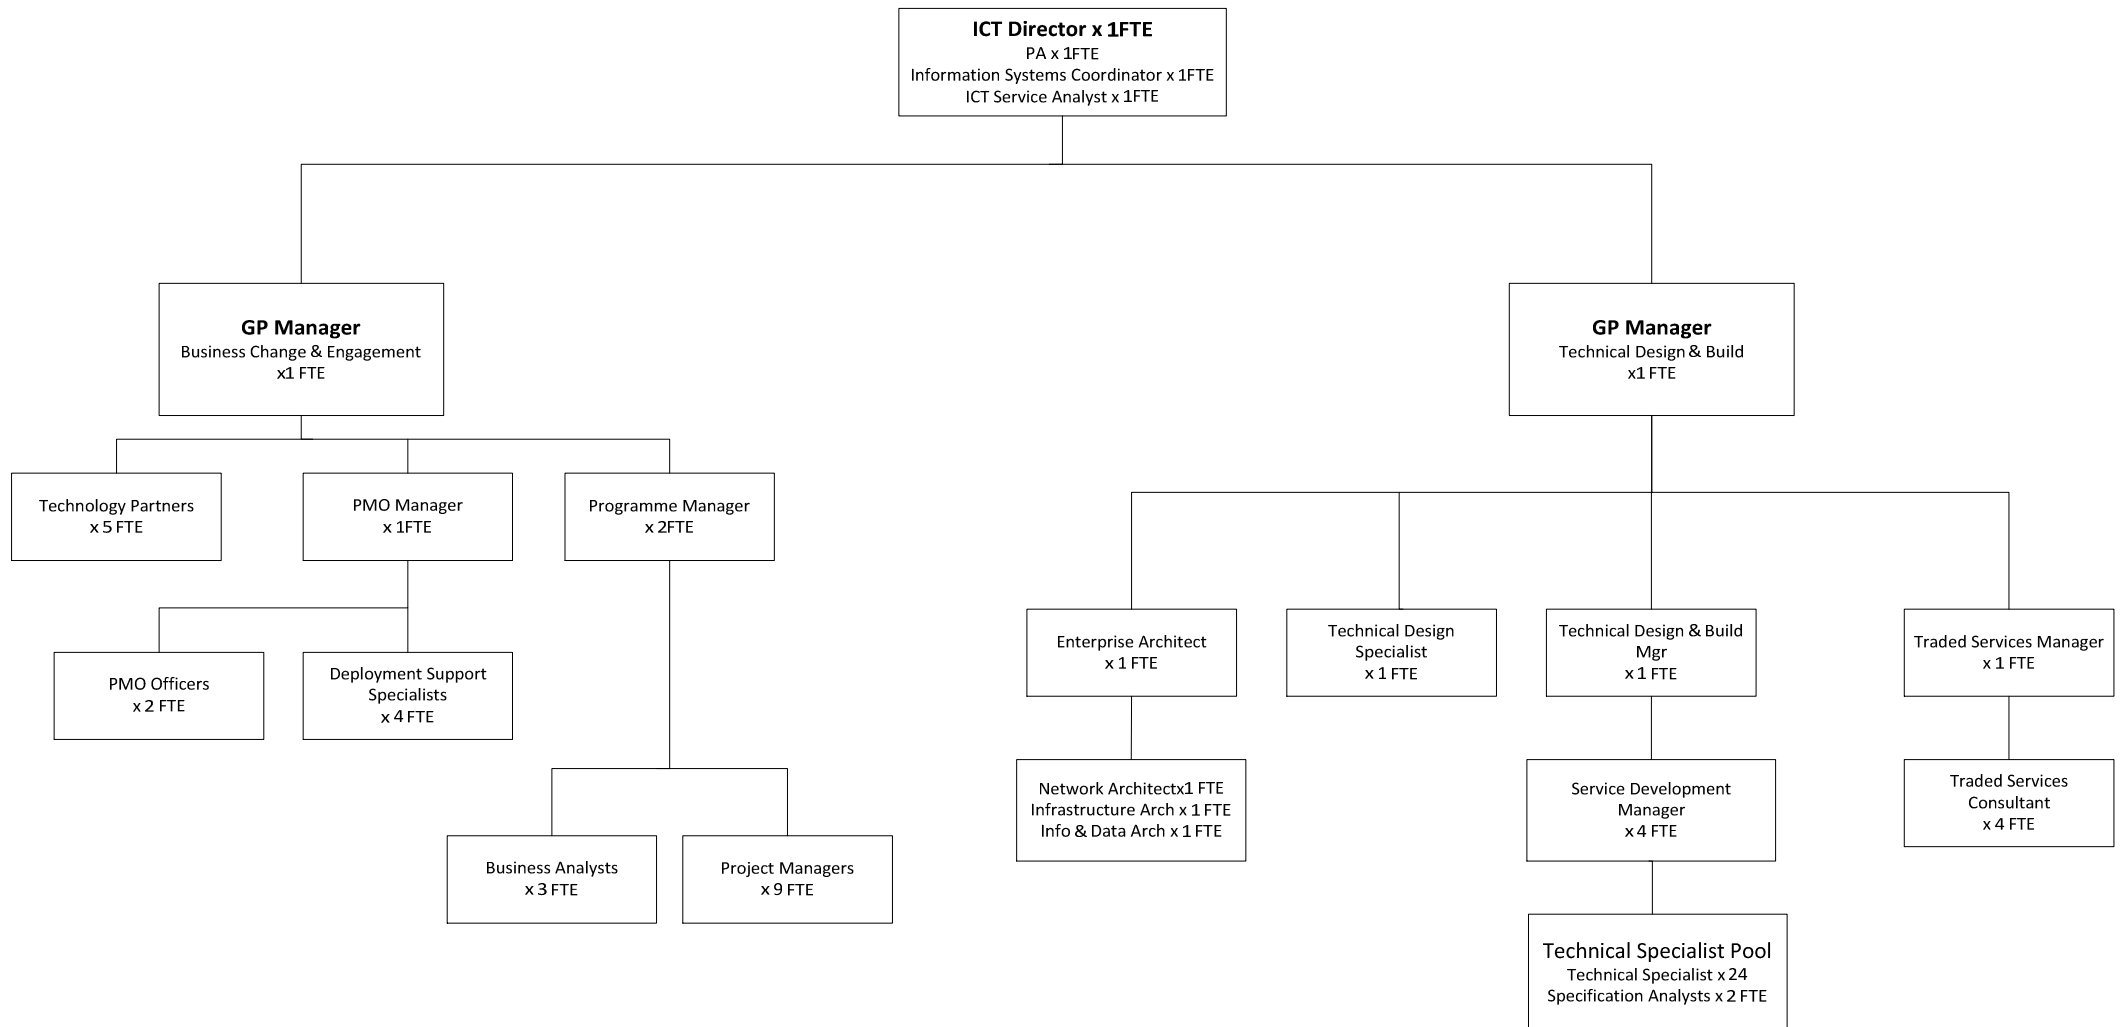 ICT Director x 1FTE
PA x 1FTE
Information Systems Coordinator x 1FTE
ICT Service Analyst x 1FTE
GP Manager
Business Change & Engagement
x1 FTE
GP Manager
Technical Design & Build
x1 FTE
Technology Partners
x 5 FTE
PMO Manager
x 1FTE
Programme Manager
x 2FTE
PMO Officers
x 2 FTE
Deployment Support
Specialists
x 4 FTE
Business Analysts
x 3 FTE
Project Managers
x 9 FTE
Enterprise Architect
x 1 FTE
Technical Design
Specialist
x 1 FTE
Technical Design & Build
Mgr
x 1 FTE
Traded Services Manager
x 1 FTE
Network Architectx1 FTE
Infrastructure Arch x 1 FTE
Info & Data Arch x 1 FTE
Service Development
Manager
x 4 FTE
Traded Services
Consultant
x 4 FTE
Technical Specialist Pool
Technical Specialist x 24
Specification Analysts x 2 FTE